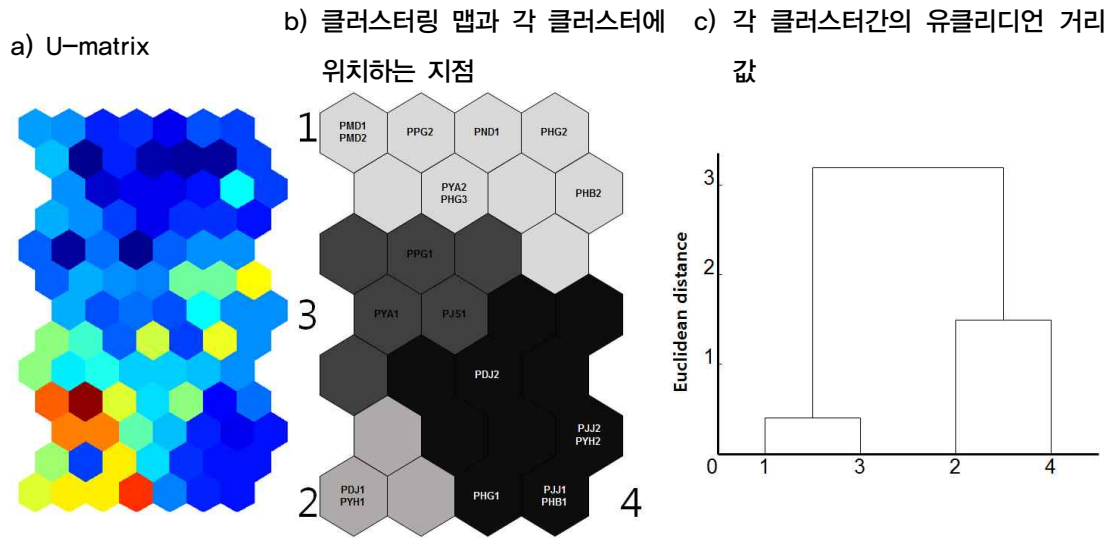 a) U-matrix
b) 클러스터링 맵과 각 클러스터에
위치하는 지점
c) 각 클러스터간의 유클리디언 거리
값
1
PMD1
PMD2
PPG2
PND1
PHG2
PYA2
PHG3
PHB2
PPG1
3
PYA1
PJS1
PDJ2
PJJ2
PYH2
2
PDJ1
PYH1
PHG1
PJJ1
PHB1
4
Euclidean distance
3
2
1
0
1
3
2
4